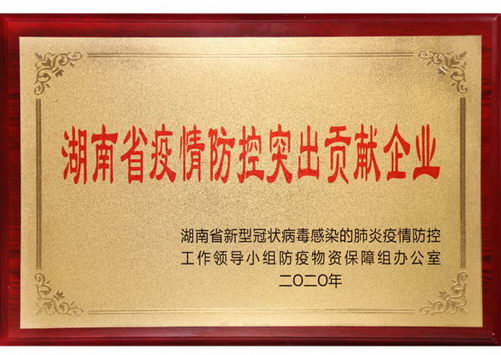 湖南省疫情防控突出贡献企业
湖南省新型冠状病毒感染的肺炎疫情防控
工作领导小组防疫物资保障组办公室
二〇二〇年